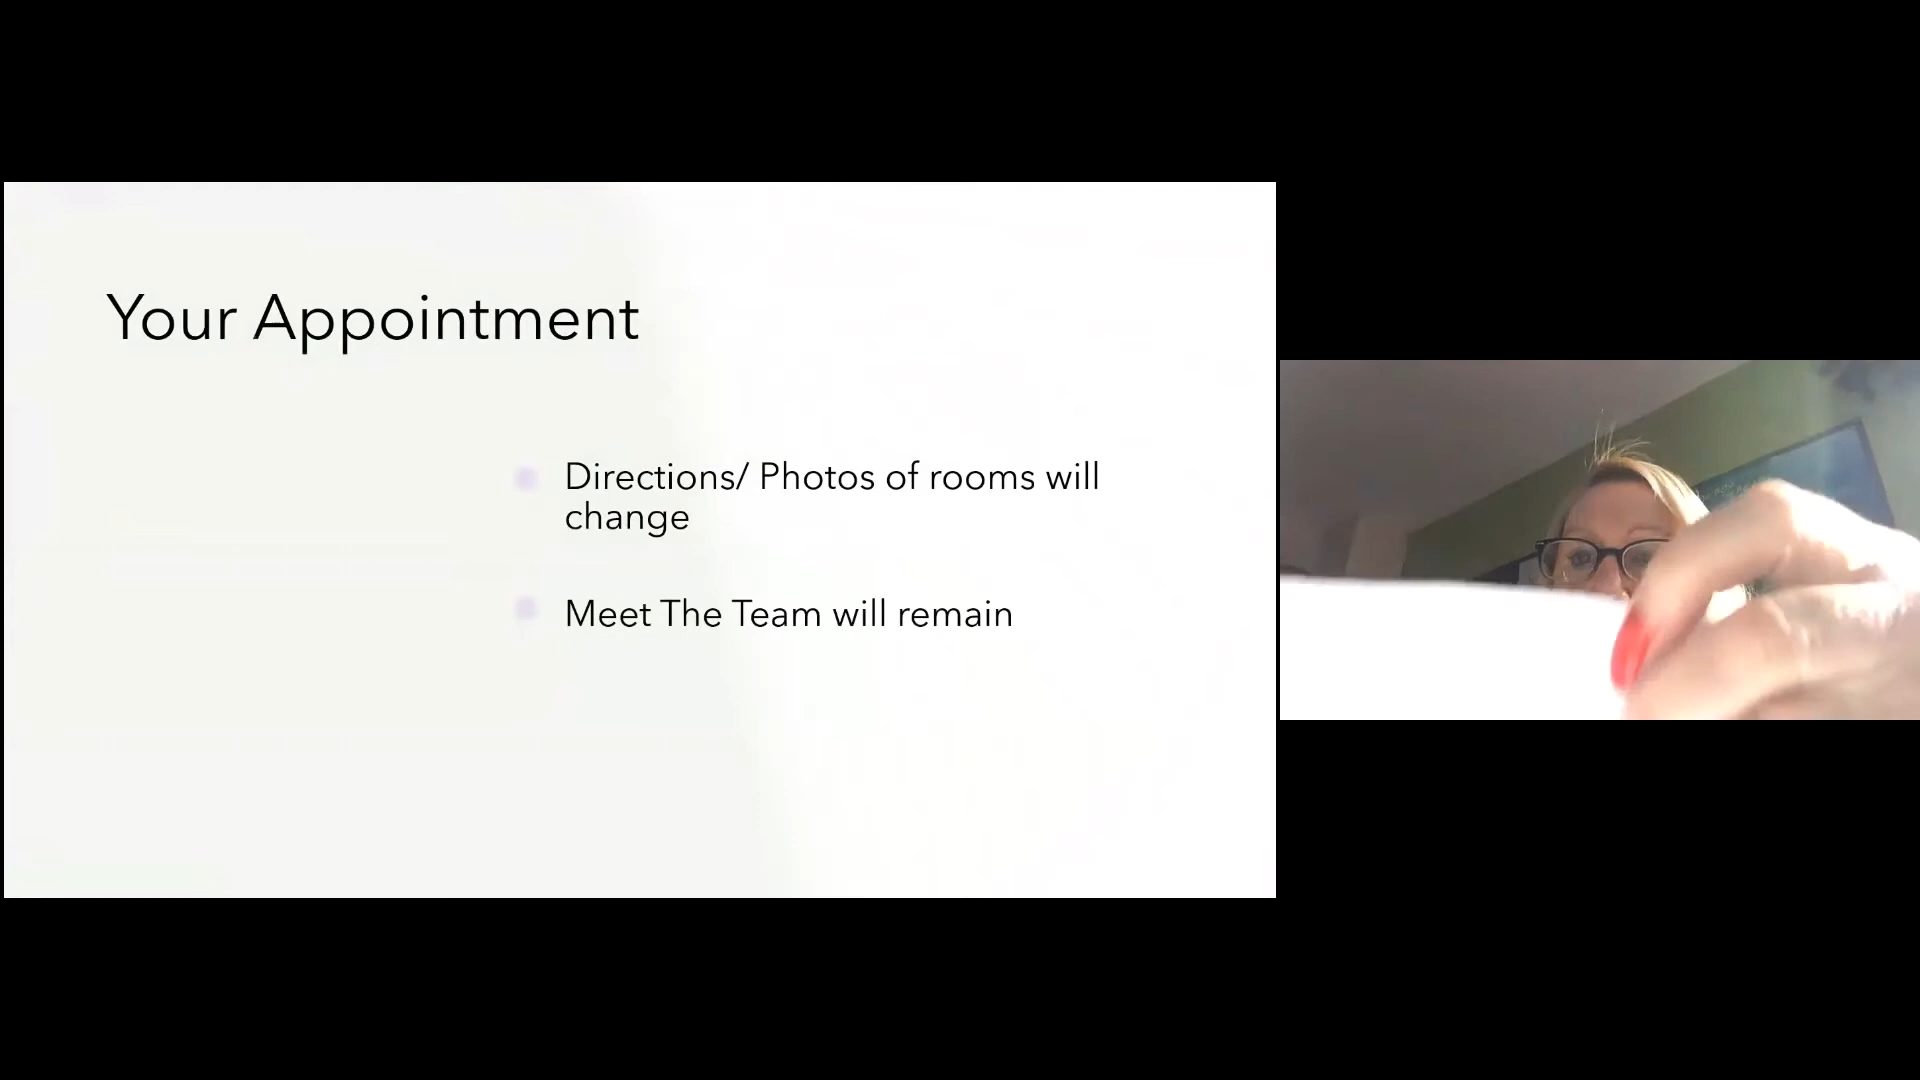 Your Appointment
Directions/ Photos of rooms will
change
Meet The Team will remain